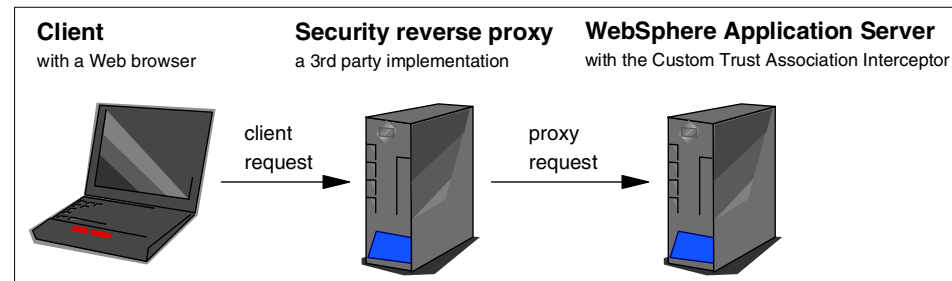 Client
with a Web browser
Security reverse proxy
a 3rd party implementation
WebSphere Application Server
with the Custom Trust Association Interceptor
client
request
proxy
request